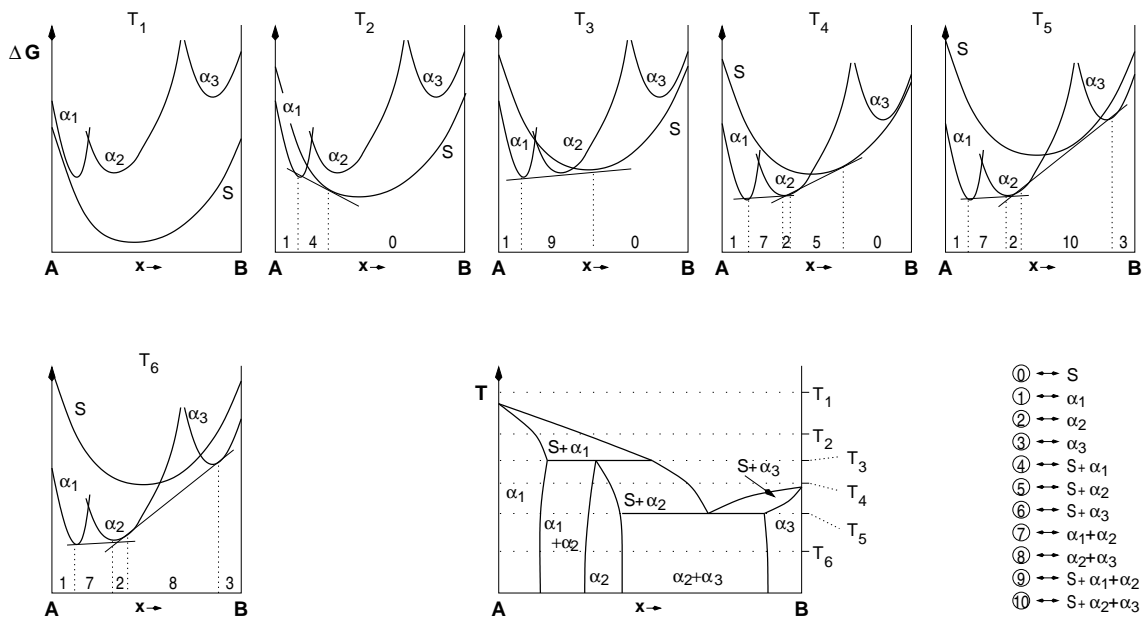 T₁ T₂ T₃ T₄ T₅
ΔG
α₁ α₂ α₃ S
α₁ α₂ α₃ S
1 4 0
α₁ α₂ α₃ S
1 9 0
S α₁ α₂ α₃
1 7 2 5 0
S α₁ α₂ α₃
1 7 2 10 3
A x→ B A x→ B A x→ B A x→ B A x→ B
T₆
S α₃
α₁ α₂
1 7 2 8 3
A x→ B
T
T₁
T₂
T₃
T₄
T₅
T₆
S+α₁
S+α₃
α₁
S+α₂
α₁
+α₂
α₃
α₂
α₂+α₃
A x→ B
⓪ ↔ S
① ↔ α₁
② ↔ α₂
③ ↔ α₃
④ ↔ S+α₁
⑤ ↔ S+α₂
⑥ ↔ S+α₃
⑦ ↔ α₁+α₂
⑧ ↔ α₂+α₃
⑨ ↔ S+α₁+α₂
⑩ ↔ S+α₂+α₃